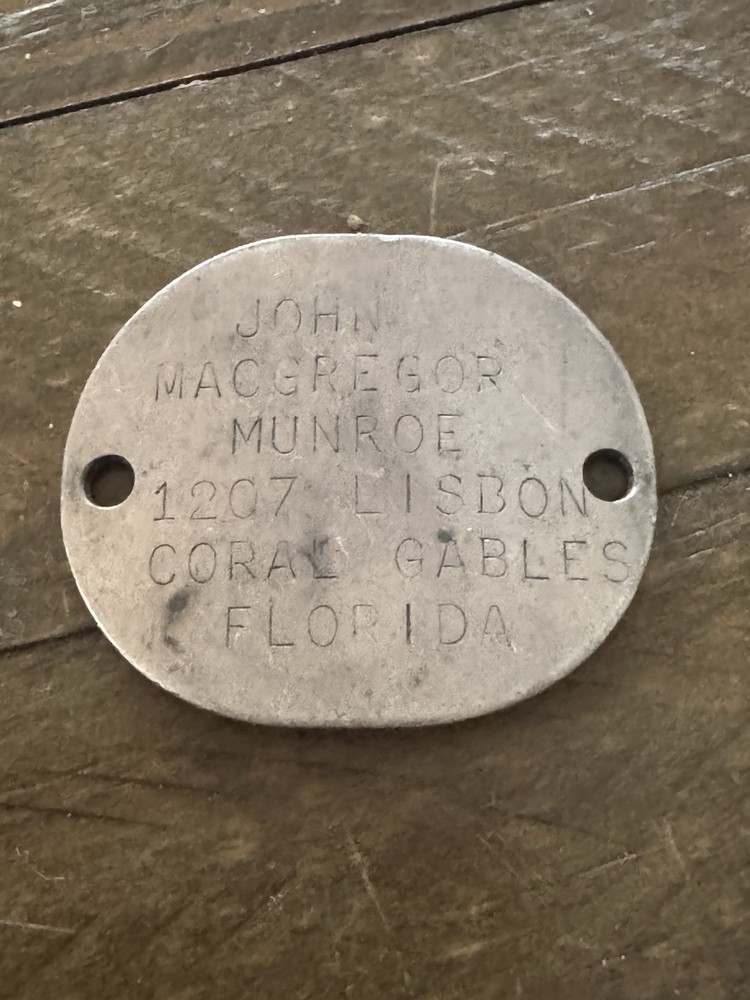 JOHN
MACGREGOR
MUNROE
1207 LISBON
CORAL GABLES
FLORIDA